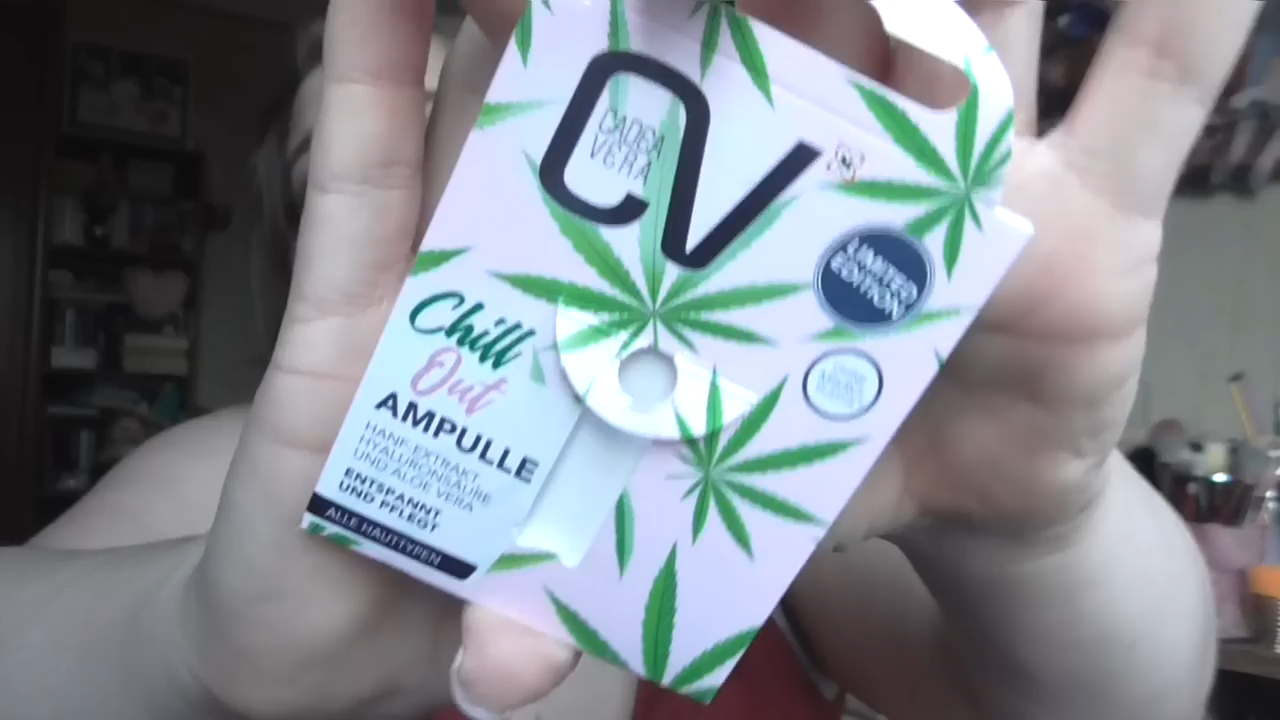 CV
CADEA
VERA
LIMITED
EDITION
Chill
Out
AMPULLE
HANF-EXTRAKT,
HYALURONSÄURE
UND ALOE VERA
ENTSPANNT
UND PFLEGT
ALLE HAUTTYPEN